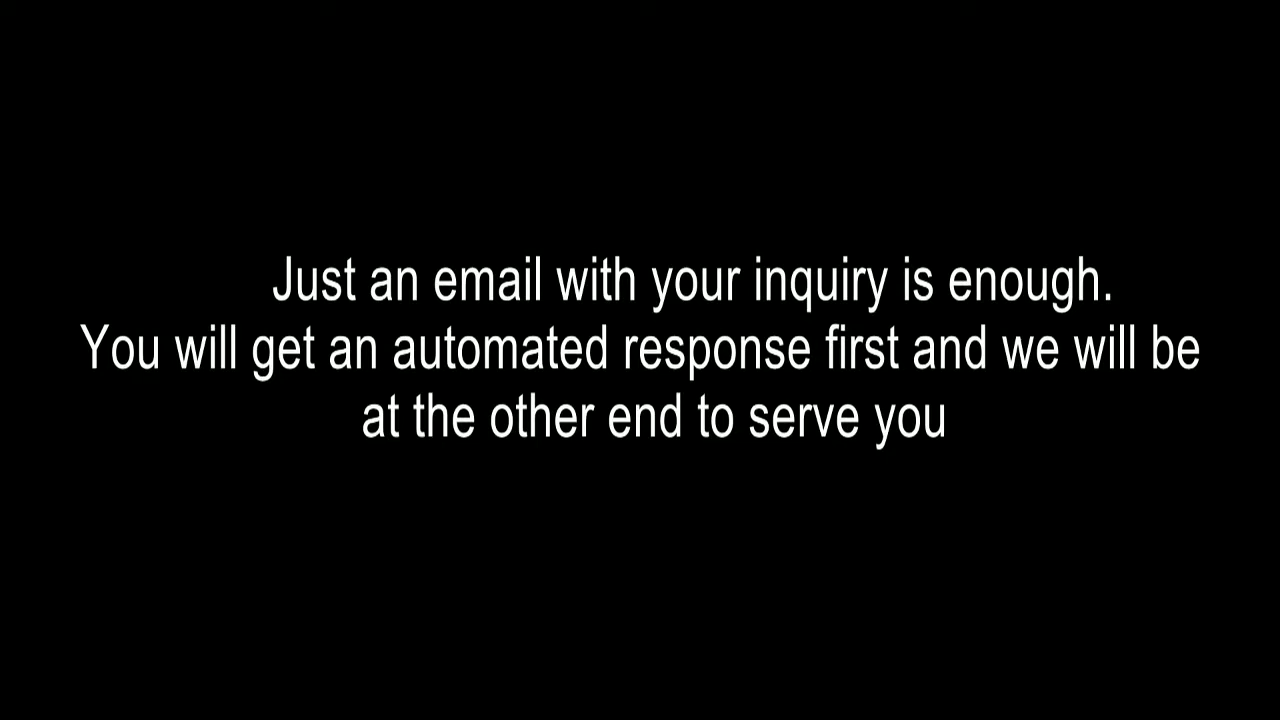 Just an email with your inquiry is enough.
You will get an automated response first and we will be
at the other end to serve you